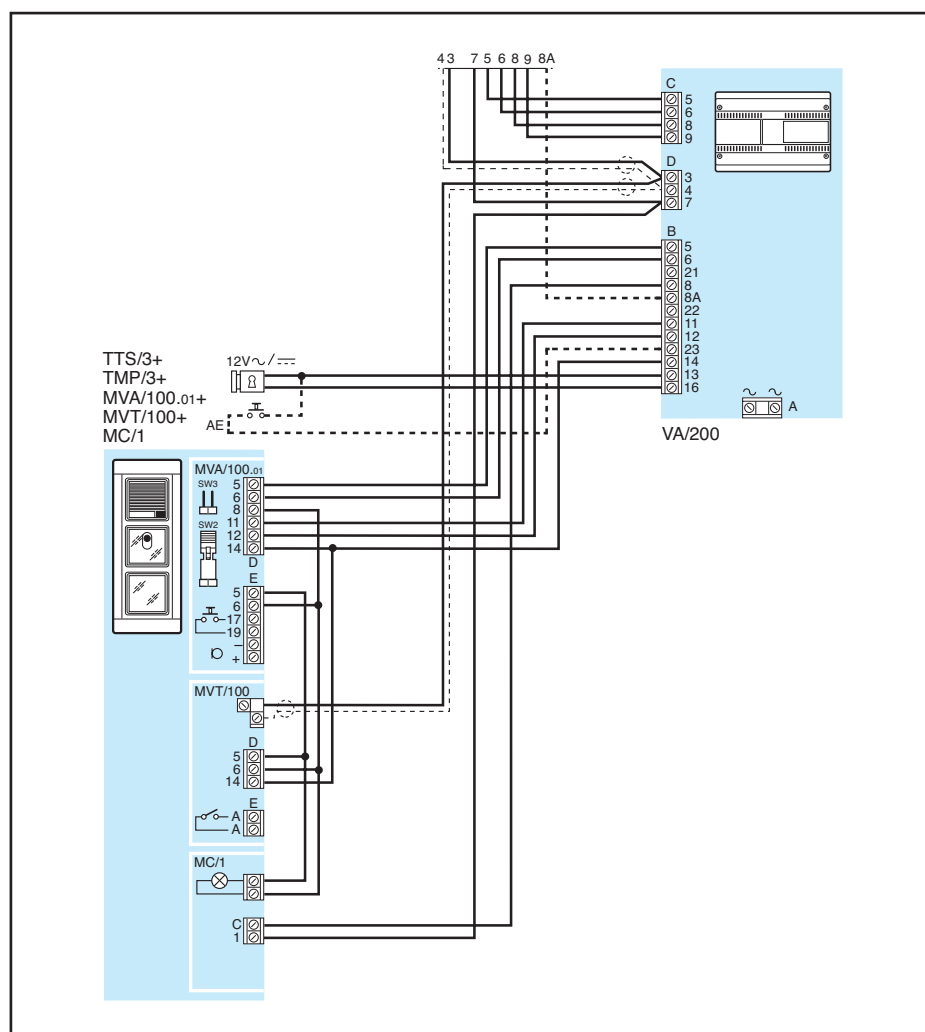 4 3 7 5 6 8 9 8A
C
5
6
8
9
D
3
4
7
B
5
6
21
8
8A
22
11
12
23
14
13
16
A
VA/200
12V∼/⎓
AE
TTS/3+
TMP/3+
MVA/100.01+
MVT/100+
MC/1
MVA/100.01
SW3
SW2
5
6
8
11
12
14
D
E
5
6
17
19
–
+
MVT/100
D
5
6
14
E
A
A
MC/1
C
1